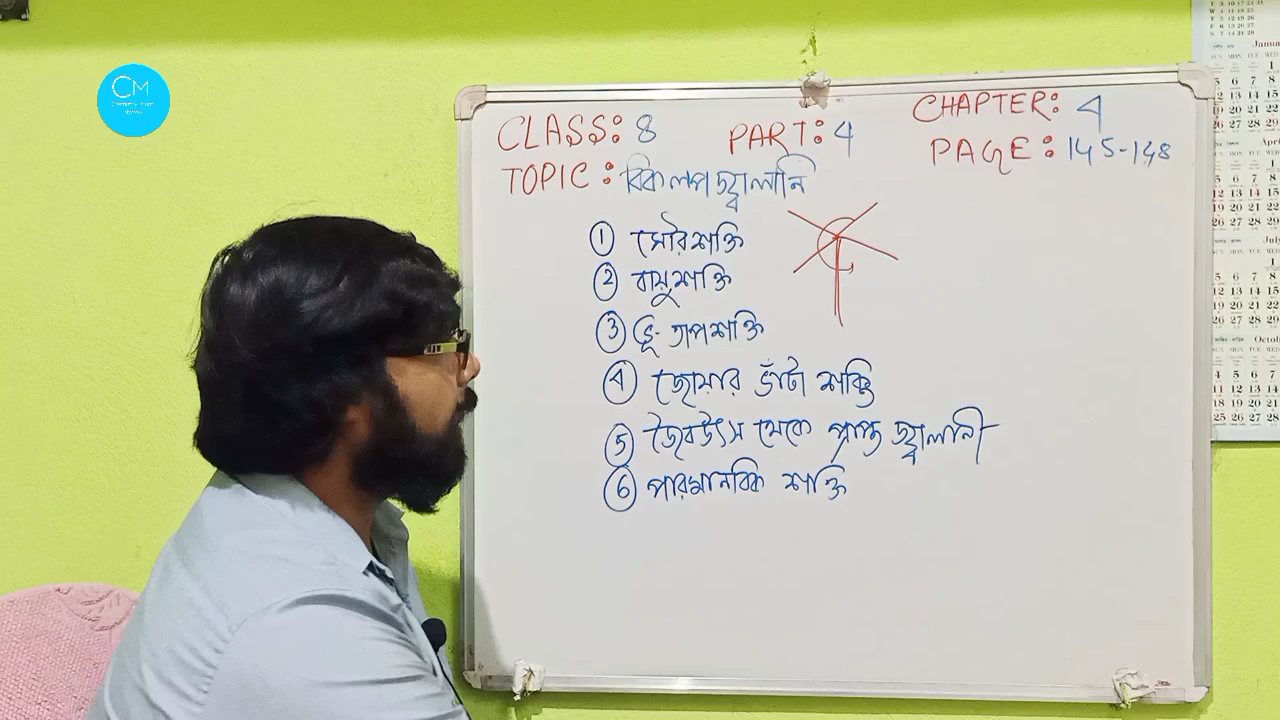 CM
CLASS: 8 PART: 4 CHAPTER: 4
TOPIC: বিকল্প জ্বালানি PAGE: 145-148
① সৌরশক্তি
② বায়ুশক্তি
③ ভূ-তাপশক্তি
④ জোয়ার ভাঁটা শক্তি
⑤ জৈবউৎস থেকে প্রাপ্ত জ্বালানী
⑥ পারমানবিক শক্তি